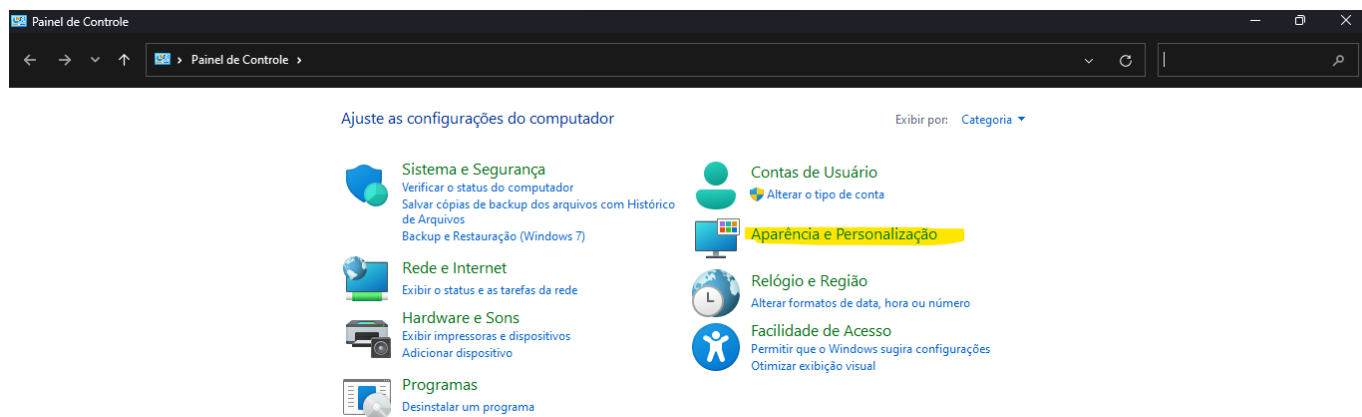 Painel de Controle
Painel de Controle
Ajuste as configurações do computador
Exibir por: Categoria
Sistema e Segurança
Verificar o status do computador
Salvar cópias de backup dos arquivos com Histórico
de Arquivos
Backup e Restauração (Windows 7)
Rede e Internet
Exibir o status e as tarefas da rede
Hardware e Sons
Exibir impressoras e dispositivos
Adicionar dispositivo
Programas
Desinstalar um programa
Contas de Usuário
Alterar o tipo de conta
Aparência e Personalização
Relógio e Região
Alterar formatos de data, hora ou número
Facilidade de Acesso
Permitir que o Windows sugira configurações
Otimizar exibição visual